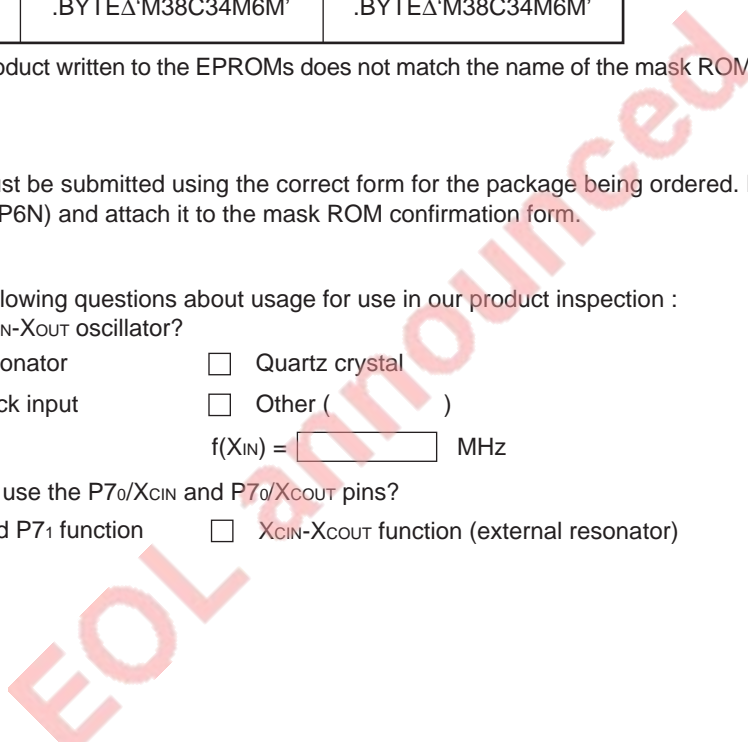 .BYTEΔ‘M38C34M6M’ .BYTEΔ‘M38C34M6M’
oduct written to the EPROMs does not match the name of the mask ROM
ust be submitted using the correct form for the package being ordered.
P6N) and attach it to the mask ROM confirmation form.
llowing questions about usage for use in our product inspection :
IN-XOUT oscillator?
onator □ Quartz crystal
ck input □ Other ( )
f(XIN) = MHz
use the P70/XCIN and P70/XCOUT pins?
d P71 function □ XCIN-XCOUT function (external resonator)
EOL announced